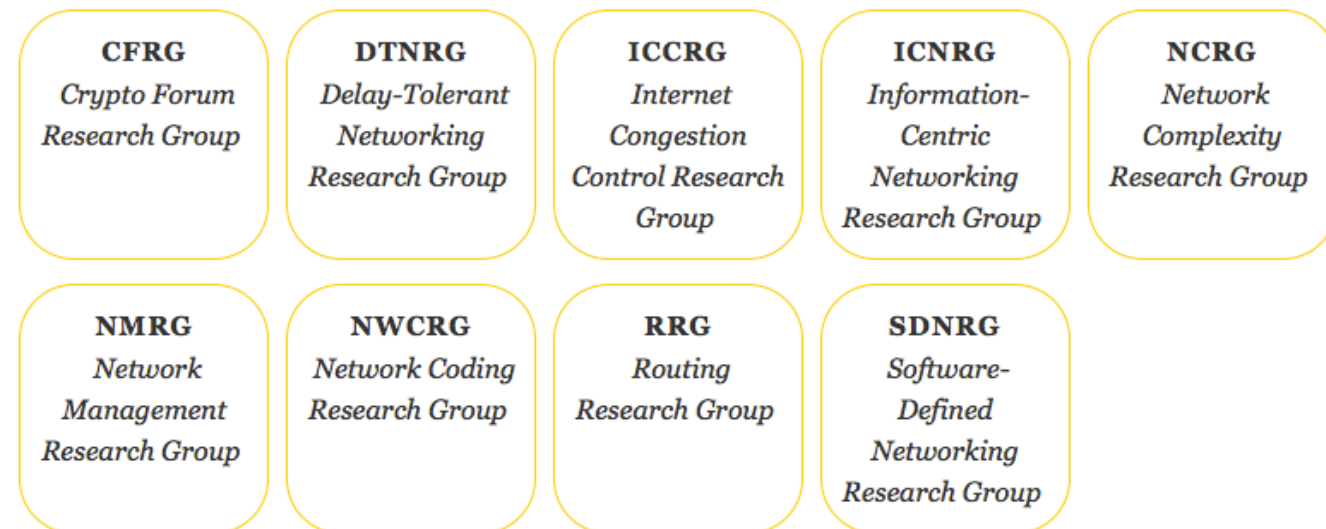 CFRG
Crypto Forum
Research Group
DTNRG
Delay-Tolerant
Networking
Research Group
ICCRG
Internet
Congestion
Control Research
Group
ICNRG
Information-
Centric
Networking
Research Group
NCRG
Network
Complexity
Research Group
NMRG
Network
Management
Research Group
NWCRG
Network Coding
Research Group
RRG
Routing
Research Group
SDNRG
Software-
Defined
Networking
Research Group